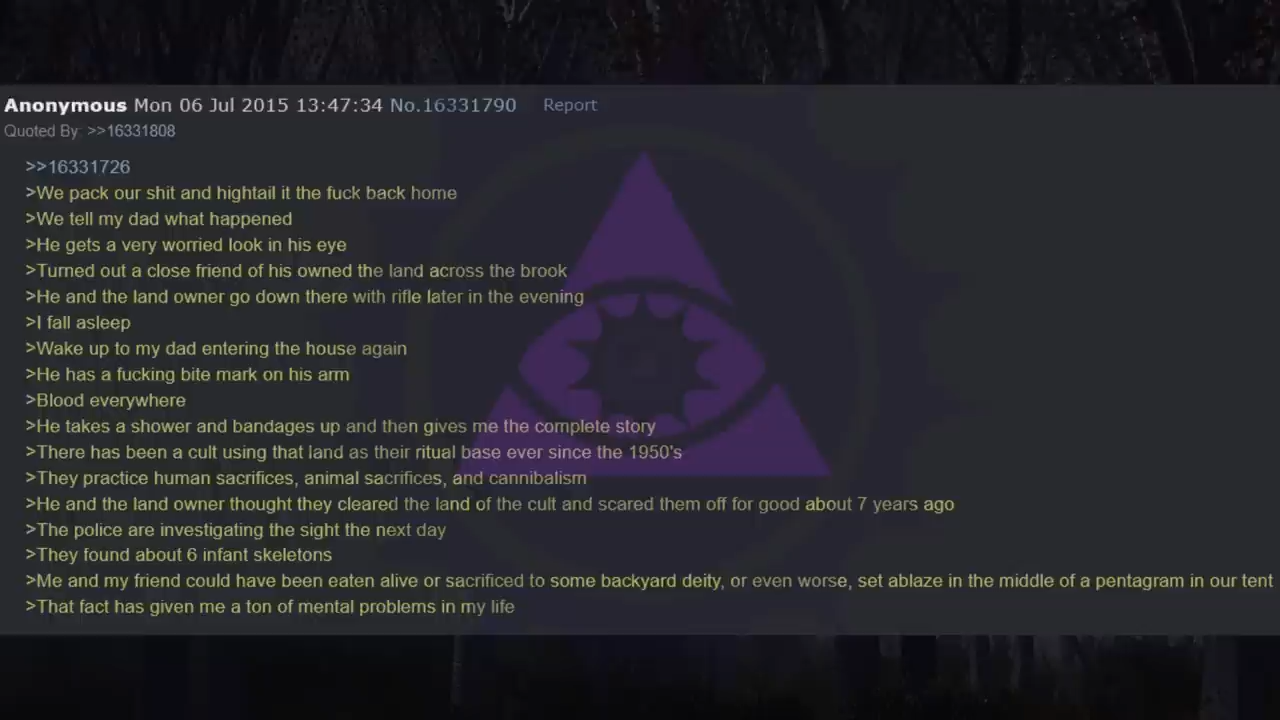 Anonymous Mon 06 Jul 2015 13:47:34 No.16331790 Report
Quoted By: >>16331808
>>16331726
>We pack our shit and hightail it the fuck back home
>We tell my dad what happened
>He gets a very worried look in his eye
>Turned out a close friend of his owned the land across the brook
>He and the land owner go down there with rifle later in the evening
>I fall asleep
>Wake up to my dad entering the house again
>He has a fucking bite mark on his arm
>Blood everywhere
>He takes a shower and bandages up and then gives me the complete story
>There has been a cult using that land as their ritual base ever since the 1950's
>They practice human sacrifices, animal sacrifices, and cannibalism
>He and the land owner thought they cleared the land of the cult and scared them off for good about 7 years ago
>The police are investigating the sight the next day
>They found about 6 infant skeletons
>Me and my friend could have been eaten alive or sacrificed to some backyard deity, or even worse, set ablaze in the middle of a pentagram in our tent
>That fact has given me a ton of mental problems in my life